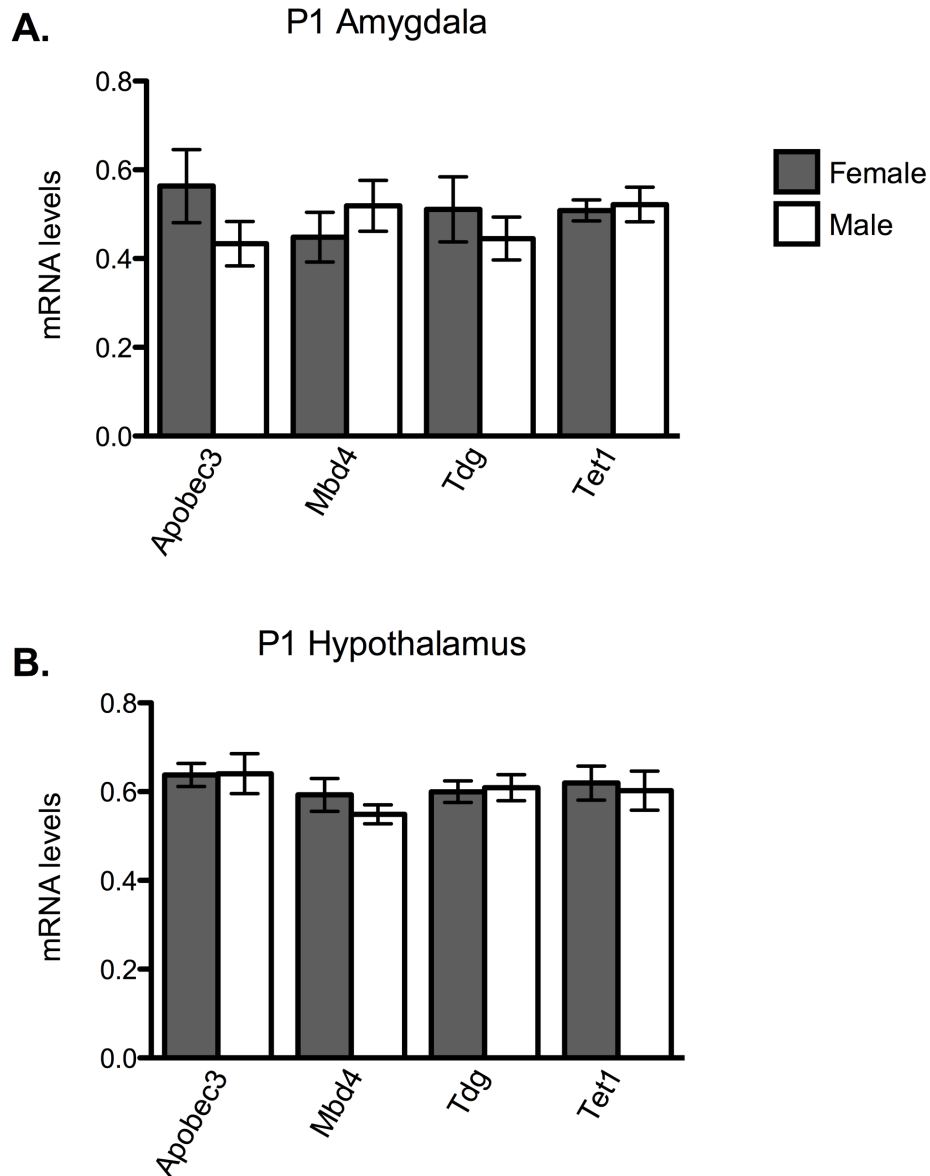 A.
P1 Amygdala
0.8
0.6
0.4
0.2
0.0
mRNA levels
Apobec3
Mbd4
Tdg
Tet1
Female
Male
B.
P1 Hypothalamus
0.8
0.6
0.4
0.2
0.0
mRNA levels
Apobec3
Mbd4
Tdg
Tet1